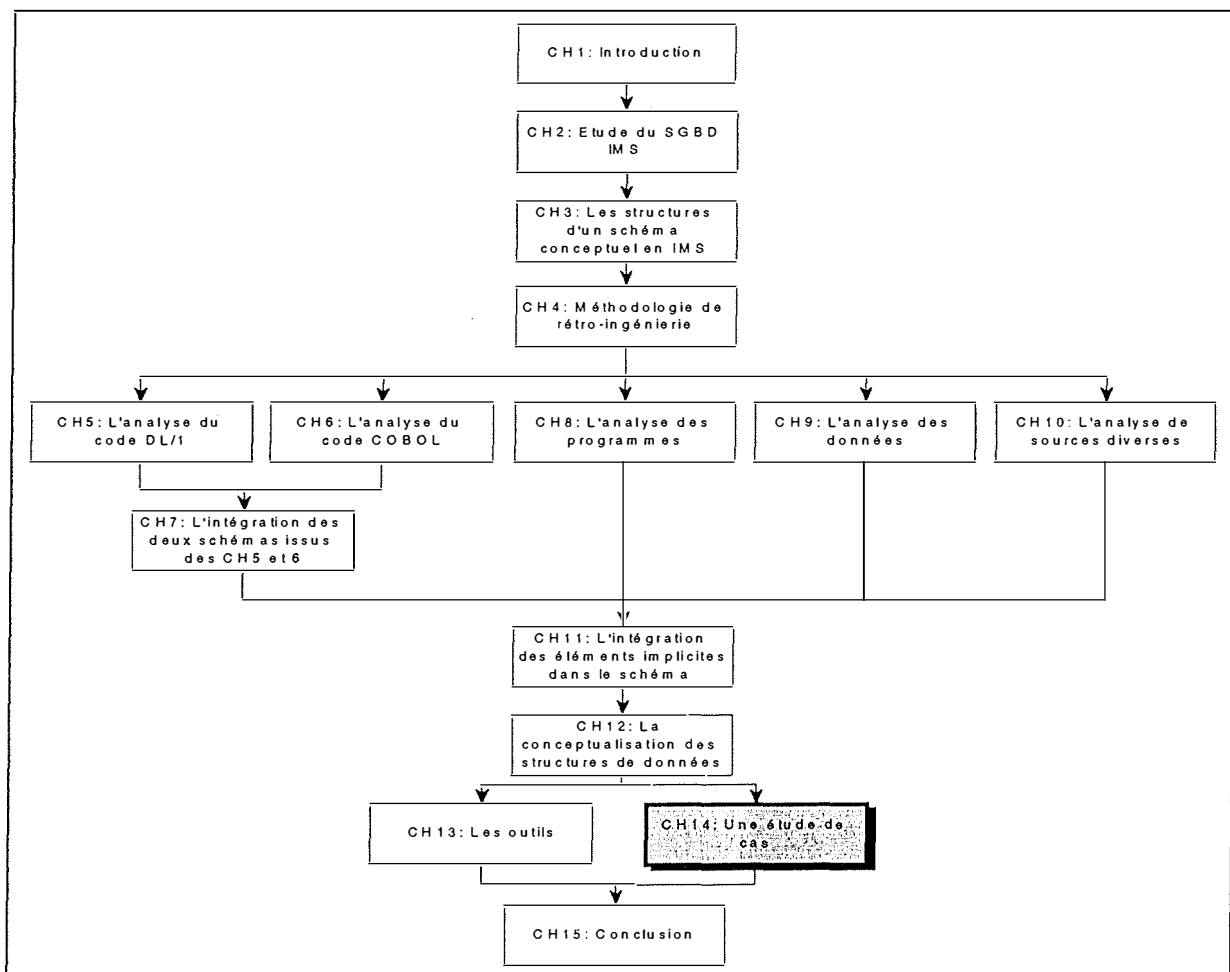 CH1: Introduction
CH2: Etude du SGBD
IMS
CH3: Les structures
d'un schéma
conceptuel en IMS
CH4: Méthodologie de
rétro-ingénierie
CH5: L'analyse du
code DL/1
CH6: L'analyse du
code COBOL
CH8: L'analyse des
programmes
CH9: L'analyse des
données
CH10: L'analyse de
sources diverses
CH7: L'intégration des
deux schémas issus
des CH5 et 6
CH11: L'intégration
des éléments implicites
dans le schéma
CH12: La
conceptualisation des
structures de données
CH13: Les outils
CH14: Une étude de
cas
CH15: Conclusion